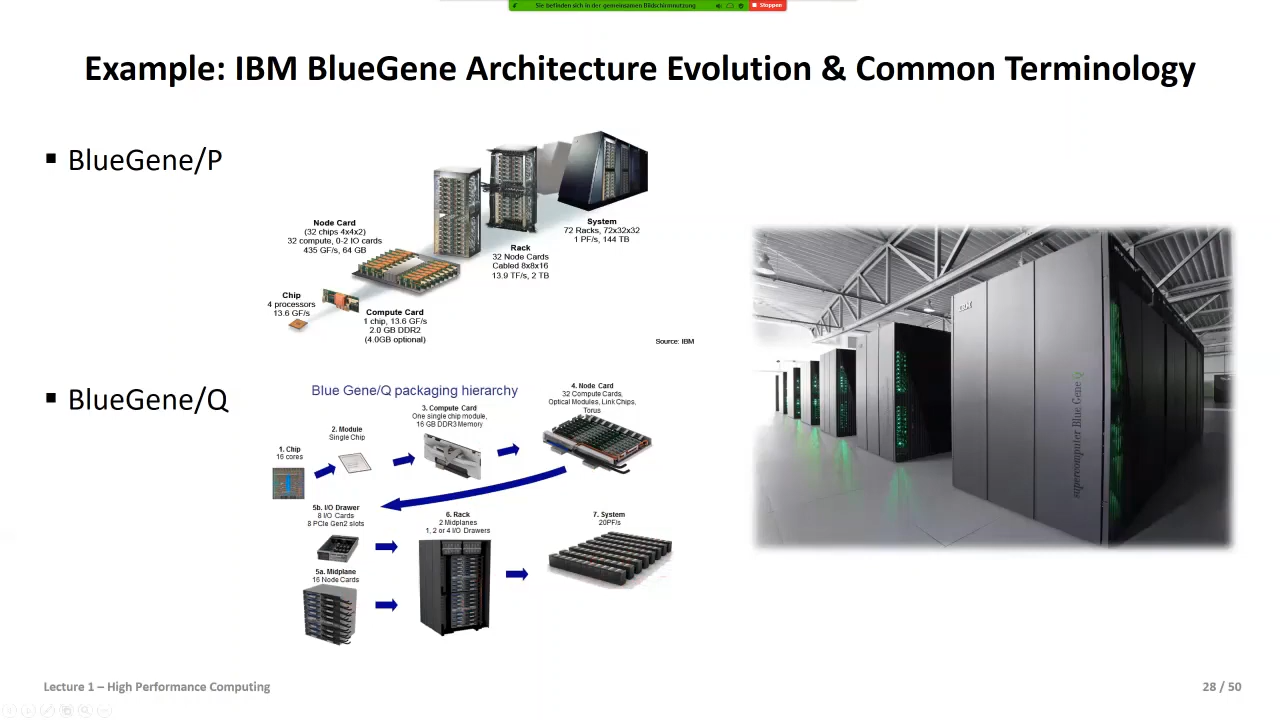 Sie befinden sich in der gemeinsamen Bildschirmnutzung
Stoppen
Example: IBM BlueGene Architecture Evolution & Common Terminology
▪ BlueGene/P
Chip
4 processors
13.6 GF/s
Compute Card
1 chip, 13.6 GF/s
2.0 GB DDR2
(4.0GB optional)
Node Card
(32 chips 4x4x2)
32 compute, 0-2 IO cards
435 GF/s, 64 GB
Rack
32 Node Cards
Cabled 8x8x16
13.9 TF/s, 2 TB
System
72 Racks, 72x32x32
1 PF/s, 144 TB
Source: IBM
▪ BlueGene/Q
Blue Gene/Q packaging hierarchy
1. Chip
16 cores
2. Module
Single Chip
3. Compute Card
One single chip module,
16 GB DDR3 Memory
4. Node Card
32 Compute Cards,
Optical Modules, Link Chips,
Torus
5b. I/O Drawer
8 I/O Cards
8 PCIe Gen2 slots
5a. Midplane
16 Node Cards
6. Rack
2 Midplanes
1, 2 or 4 I/O Drawers
7. System
20PF/s
IBM
supercomputer Blue Gene Q
Lecture 1 – High Performance Computing
28 / 50